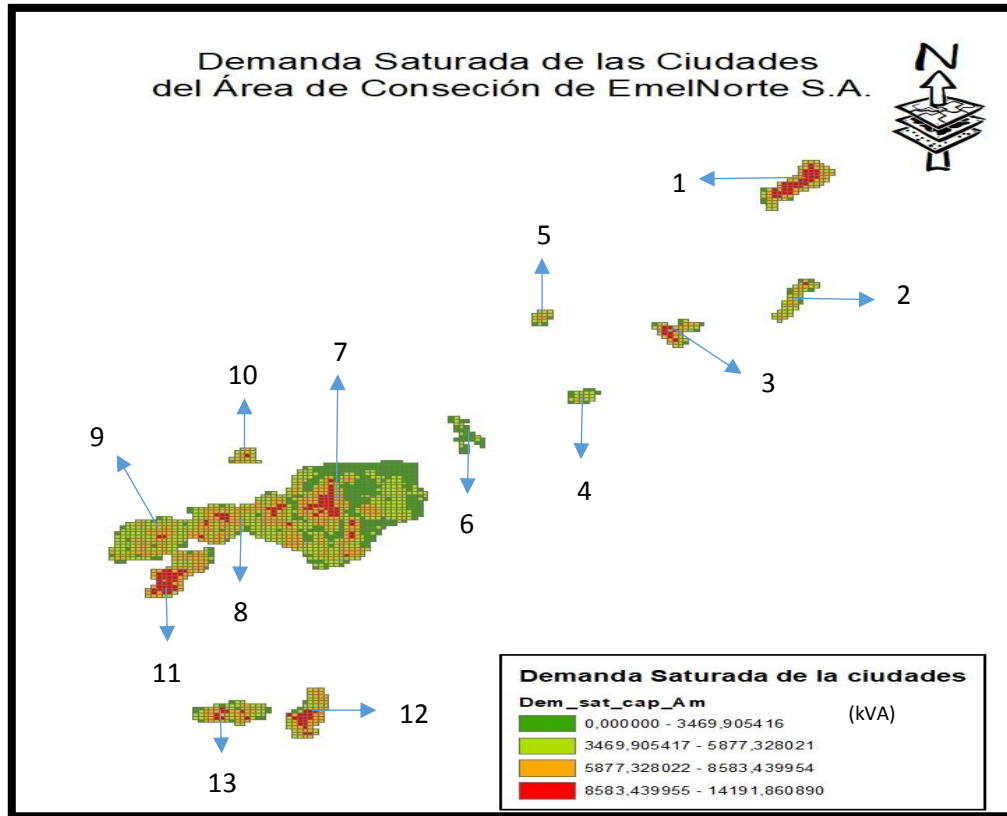 Demanda Saturada de las Ciudades
del Área de Conseción de EmelNorte S.A.
N
1
5
2
3
7
10
9
4
6
8
11
12
13
Demanda Saturada de la ciudades
Dem_sat_cap_Am (kVA)
0,000000 - 3469,905416
3469,905417 - 5877,328021
5877,328022 - 8583,439954
8583,439955 - 14191,860890